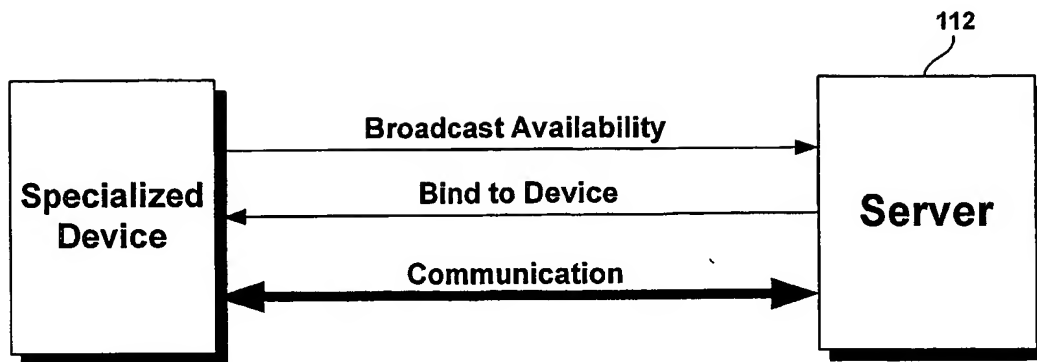 112
Broadcast Availability
Specialized
Device
Bind to Device
Server
Communication